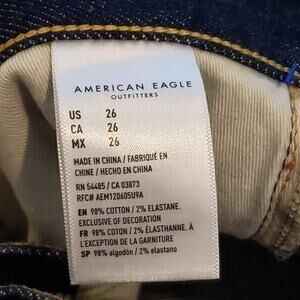 AMERICAN EAGLE
OUTFITTERS
US 26
CA 26
MX 26
MADE IN CHINA / FABRIQUÉ EN
CHINE / HECHO EN CHINA
RN 54485 / CA 03873
RFC# AEM1206D5U9A
EN 98% COTTON / 2% ELASTANE.
EXCLUSIVE OF DECORATION
FR 98% COTON / 2% ÉLASTHANNE. À
L'EXCEPTION DE LA GARNITURE
SP 98% algodón / 2% elastano